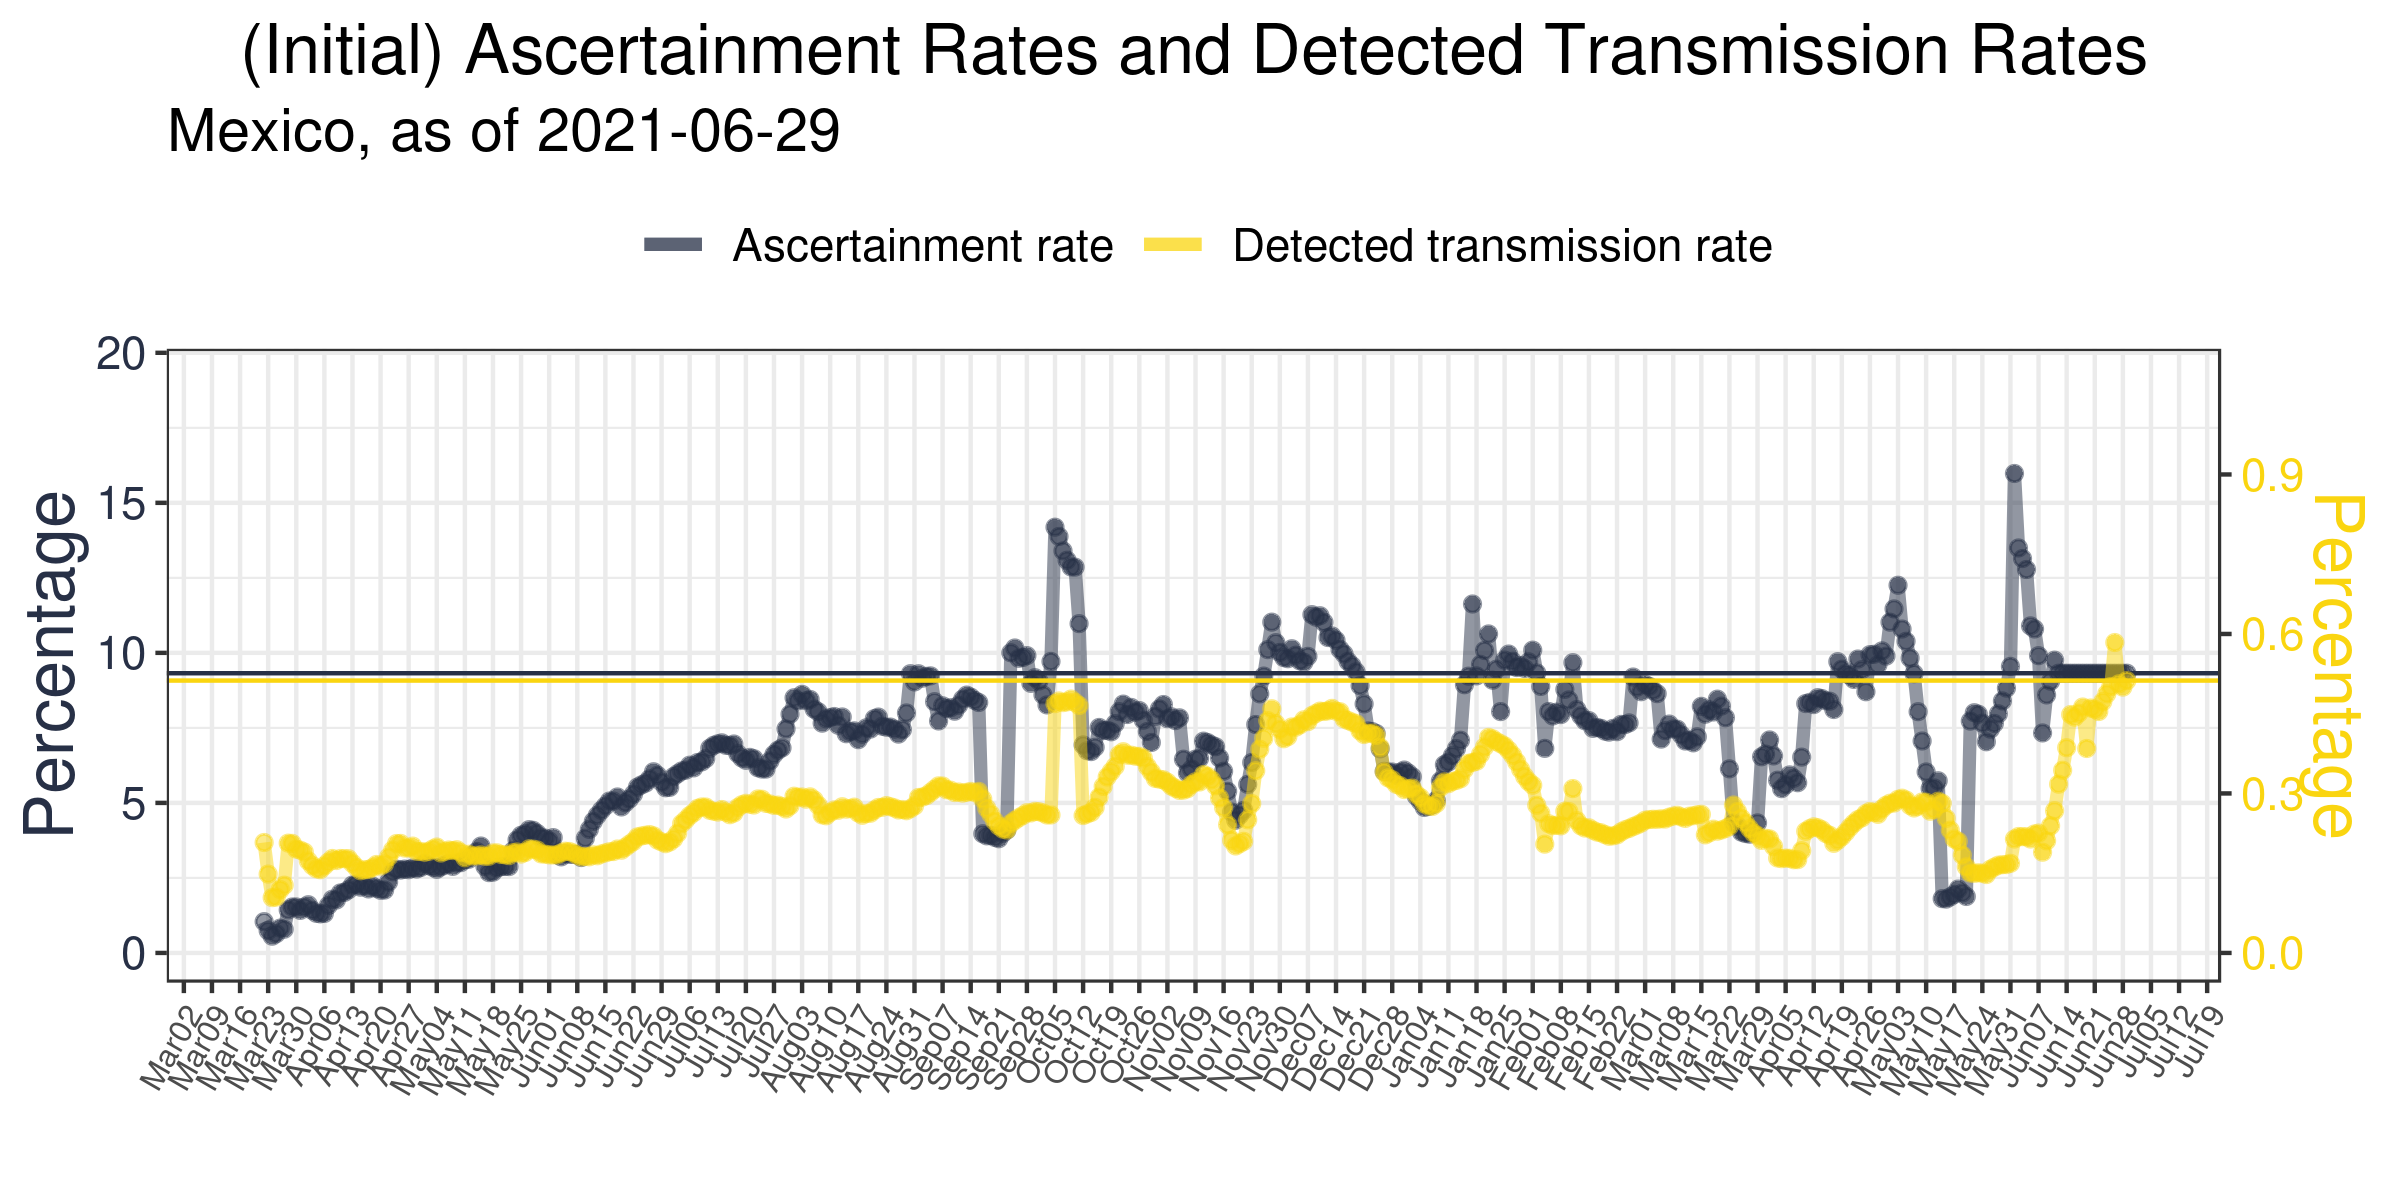 (Initial) Ascertainment Rates and Detected Transmission Rates
Mexico, as of 2021-06-29
Ascertainment rate
Detected transmission rate
Percentage
20
15
10
5
0
0.9
0.6
0.3
0.0
Percentage
Mar02
Mar09
Mar16
Mar23
Mar30
Apr06
Apr13
Apr20
Apr27
May04
May11
May18
May25
Jun01
Jun08
Jun15
Jun22
Jun29
Jul06
Jul13
Jul20
Jul27
Aug03
Aug10
Aug17
Aug24
Aug31
Sep07
Sep14
Sep21
Sep28
Oct05
Oct12
Oct19
Oct26
Nov02
Nov09
Nov16
Nov23
Nov30
Dec07
Dec14
Dec21
Dec28
Jan04
Jan11
Jan18
Jan25
Feb01
Feb08
Feb15
Feb22
Mar01
Mar08
Mar15
Mar22
Mar29
Apr05
Apr12
Apr19
Apr26
May03
May10
May17
May24
May31
Jun07
Jun14
Jun21
Jun28
Jul05
Jul12
Jul19